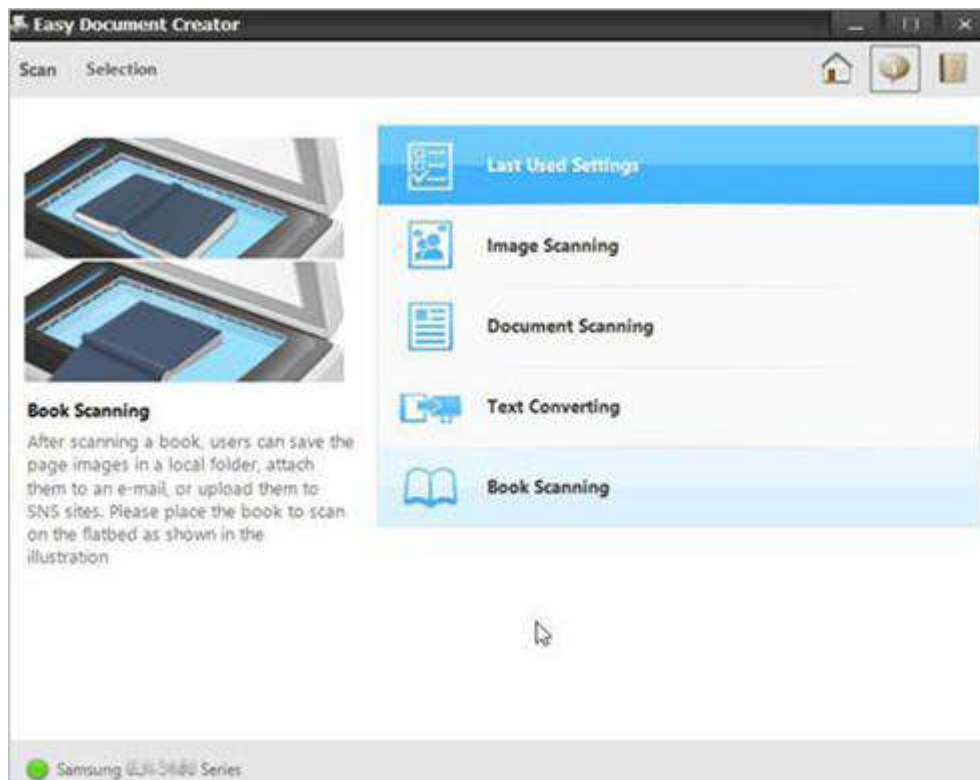 Easy Document Creator
Scan Selection
Last Used Settings
Image Scanning
Document Scanning
Text Converting
Book Scanning
Book Scanning
After scanning a book, users can save the
page images in a local folder, attach
them to an e-mail, or upload them to
SNS sites. Please place the book to scan
on the flatbed as shown in the
illustration
Samsung Series